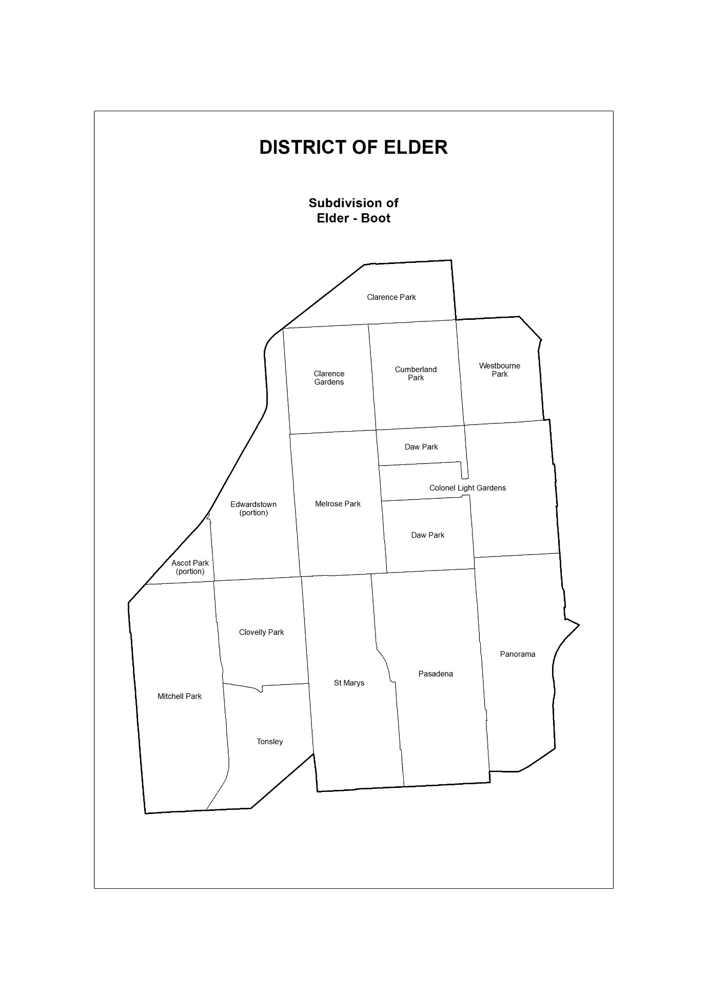 DISTRICT OF ELDER
Subdivision of
Elder - Boot
Clarence Park
Clarence
Gardens
Cumberland
Park
Westbourne
Park
Daw Park
Colonel Light Gardens
Edwardstown
(portion)
Melrose Park
Daw Park
Ascot Park
(portion)
Clovelly Park
Panorama
Pasadena
St Marys
Mitchell Park
Tonsley